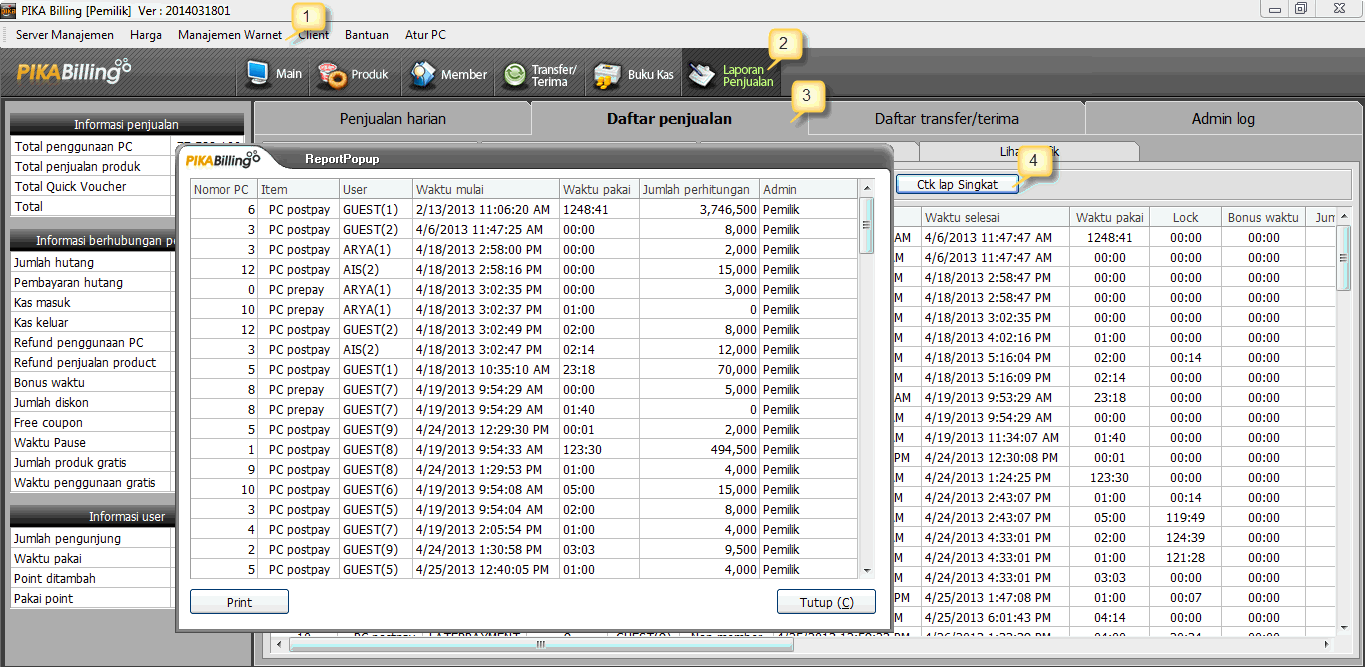 PIKA Billing [Pemilik] Ver : 2014031801
1
Server Manajemen Harga Manajemen Warnet Client Bantuan Atur PC
2
PIKABilling
Main Produk Member Transfer/ Terima Buku Kas Laporan Penjualan
3
Penjualan harian Daftar penjualan Daftar transfer/terima Admin log
4
Ctk lap Singkat
Informasi penjualan
Total penggunaan PC
Total penjualan produk
Total Quick Voucher
Total
Informasi berhubungan
Jumlah hutang
Pembayaran hutang
Kas masuk
Kas keluar
Refund penggunaan PC
Refund penjualan product
Bonus waktu
Jumlah diskon
Free coupon
Waktu Pause
Jumlah produk gratis
Waktu penggunaan gratis
Informasi user
Jumlah pengunjung
Waktu pakai
Point ditambah
Pakai point
PIKABilling ReportPopup
Nomor PC Item User Waktu mulai Waktu pakai Jumlah perhitungan Admin
6 PC postpay GUEST(1) 2/13/2013 11:06:20 AM 1248:41 3,746,500 Pemilik
3 PC postpay GUEST(2) 4/6/2013 11:47:25 AM 00:00 8,000 Pemilik
3 PC postpay ARYA(1) 4/18/2013 2:58:00 PM 00:00 2,000 Pemilik
12 PC postpay AIS(2) 4/18/2013 2:58:16 PM 00:00 15,000 Pemilik
0 PC prepay ARYA(1) 4/18/2013 3:02:35 PM 00:00 3,000 Pemilik
10 PC prepay ARYA(1) 4/18/2013 3:02:37 PM 01:00 0 Pemilik
12 PC postpay GUEST(2) 4/18/2013 3:02:49 PM 02:00 8,000 Pemilik
3 PC postpay AIS(2) 4/18/2013 3:02:47 PM 02:14 12,000 Pemilik
5 PC postpay GUEST(1) 4/18/2013 10:35:10 AM 23:18 70,000 Pemilik
8 PC prepay GUEST(7) 4/19/2013 9:54:29 AM 00:00 5,000 Pemilik
8 PC prepay GUEST(7) 4/19/2013 9:54:29 AM 01:40 0 Pemilik
5 PC postpay GUEST(9) 4/24/2013 12:29:30 PM 00:01 2,000 Pemilik
1 PC postpay GUEST(8) 4/19/2013 9:54:33 AM 123:30 494,500 Pemilik
9 PC postpay GUEST(8) 4/24/2013 1:29:53 PM 01:00 4,000 Pemilik
10 PC postpay GUEST(6) 4/19/2013 9:54:08 AM 05:00 15,000 Pemilik
3 PC postpay GUEST(5) 4/19/2013 9:54:04 AM 02:00 8,000 Pemilik
4 PC postpay GUEST(7) 4/19/2013 2:05:54 PM 01:00 4,000 Pemilik
2 PC postpay GUEST(9) 4/24/2013 1:30:58 PM 03:03 9,500 Pemilik
5 PC postpay GUEST(5) 4/25/2013 12:40:05 PM 01:00 4,000 Pemilik
Print Tutup (C)
Waktu selesai Waktu pakai Lock Bonus waktu
AM 4/6/2013 11:47:47 AM 1248:41 00:00 00:00
4/6/2013 11:47:47 AM 00:00 00:00 00:00
4/18/2013 2:58:47 PM 00:00 00:00 00:00
4/18/2013 2:58:47 PM 00:00 00:00 00:00
4/18/2013 3:02:35 PM 00:00 00:00 00:00
4/18/2013 4:02:16 PM 01:00 00:00 00:00
4/18/2013 5:16:04 PM 02:00 00:14 00:00
4/18/2013 5:16:09 PM 02:14 00:00 00:00
AM 4/19/2013 9:53:29 AM 23:18 00:00 00:00
4/19/2013 9:54:29 AM 00:00 00:00 00:00
4/19/2013 11:34:07 AM 01:40 00:00 00:00
PM 4/24/2013 12:30:08 PM 00:01 00:00 00:00
4/24/2013 1:24:25 PM 123:30 00:00 00:00
4/24/2013 2:43:07 PM 01:00 00:14 00:00
4/24/2013 2:43:07 PM 05:00 119:49 00:00
4/24/2013 4:33:01 PM 02:00 124:39 00:00
4/24/2013 4:33:01 PM 01:00 121:28 00:00
4/24/2013 4:33:01 PM 03:03 00:00 00:00
PM 4/25/2013 1:47:08 PM 01:00 00:07 00:00
4/25/2013 6:01:43 PM 04:14 00:00 00:00